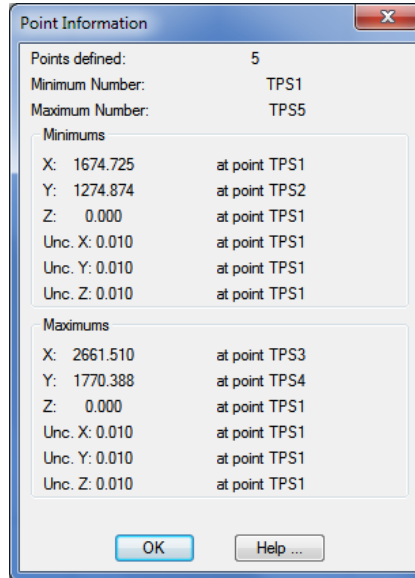 Point Information
Points defined: 5
Minimum Number: TPS1
Maximum Number: TPS5
Minimums
X: 1674.725 at point TPS1
Y: 1274.874 at point TPS2
Z: 0.000 at point TPS1
Unc. X: 0.010 at point TPS1
Unc. Y: 0.010 at point TPS1
Unc. Z: 0.010 at point TPS1
Maximums
X: 2661.510 at point TPS3
Y: 1770.388 at point TPS4
Z: 0.000 at point TPS1
Unc. X: 0.010 at point TPS1
Unc. Y: 0.010 at point TPS1
Unc. Z: 0.010 at point TPS1
OK Help ...